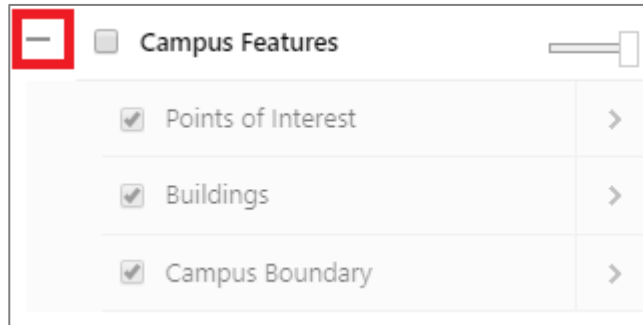 Campus Features
Points of Interest
Buildings
Campus Boundary